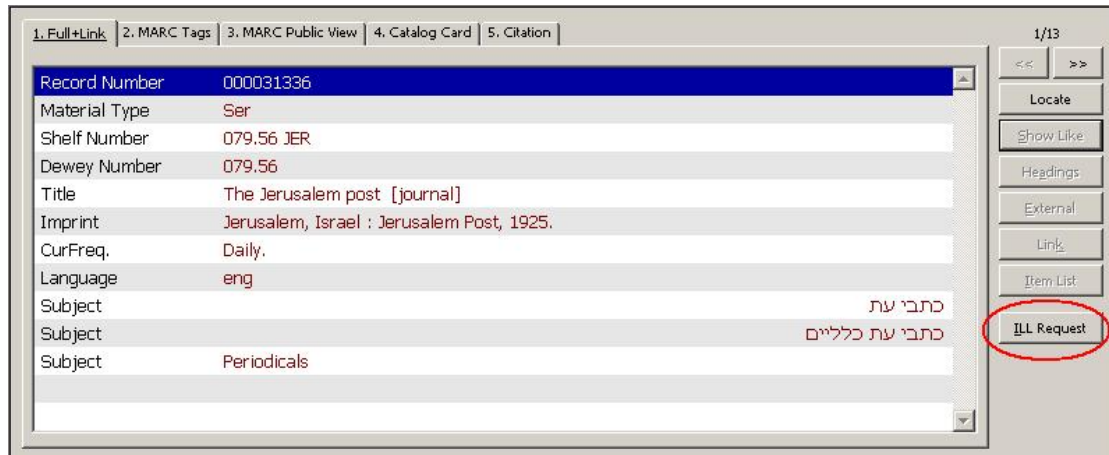 1. Full+Link 2. MARC Tags 3. MARC Public View 4. Catalog Card 5. Citation
1/13
<< >>
Record Number 000031336
Material Type Ser
Shelf Number 079.56 JER
Dewey Number 079.56
Title The Jerusalem post [journal]
Imprint Jerusalem, Israel : Jerusalem Post, 1925.
CurFreq. Daily.
Language eng
Subject כתבי עת
Subject כתבי עת כלליים
Subject Periodicals
Locate
Show Like
Headings
External
Link
Item List
ILL Request